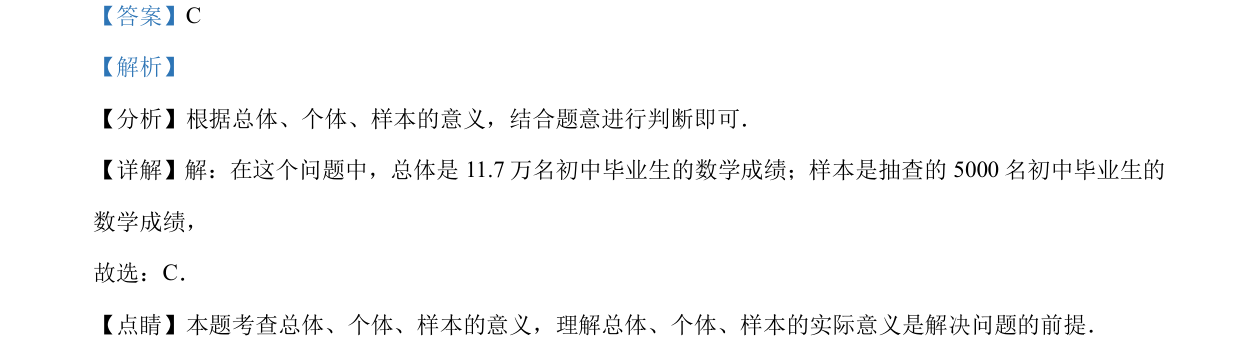 【答案】C
【解析】
【分析】根据总体、个体、样本的意义，结合题意进行判断即可．
【详解】解：在这个问题中，总体是 11.7 万名初中毕业生的数学成绩；样本是抽查的 5000 名初中毕业生的
数学成绩，
故选：C．
【点睛】本题考查总体、个体、样本的意义，理解总体、个体、样本的实际意义是解决问题的前提．